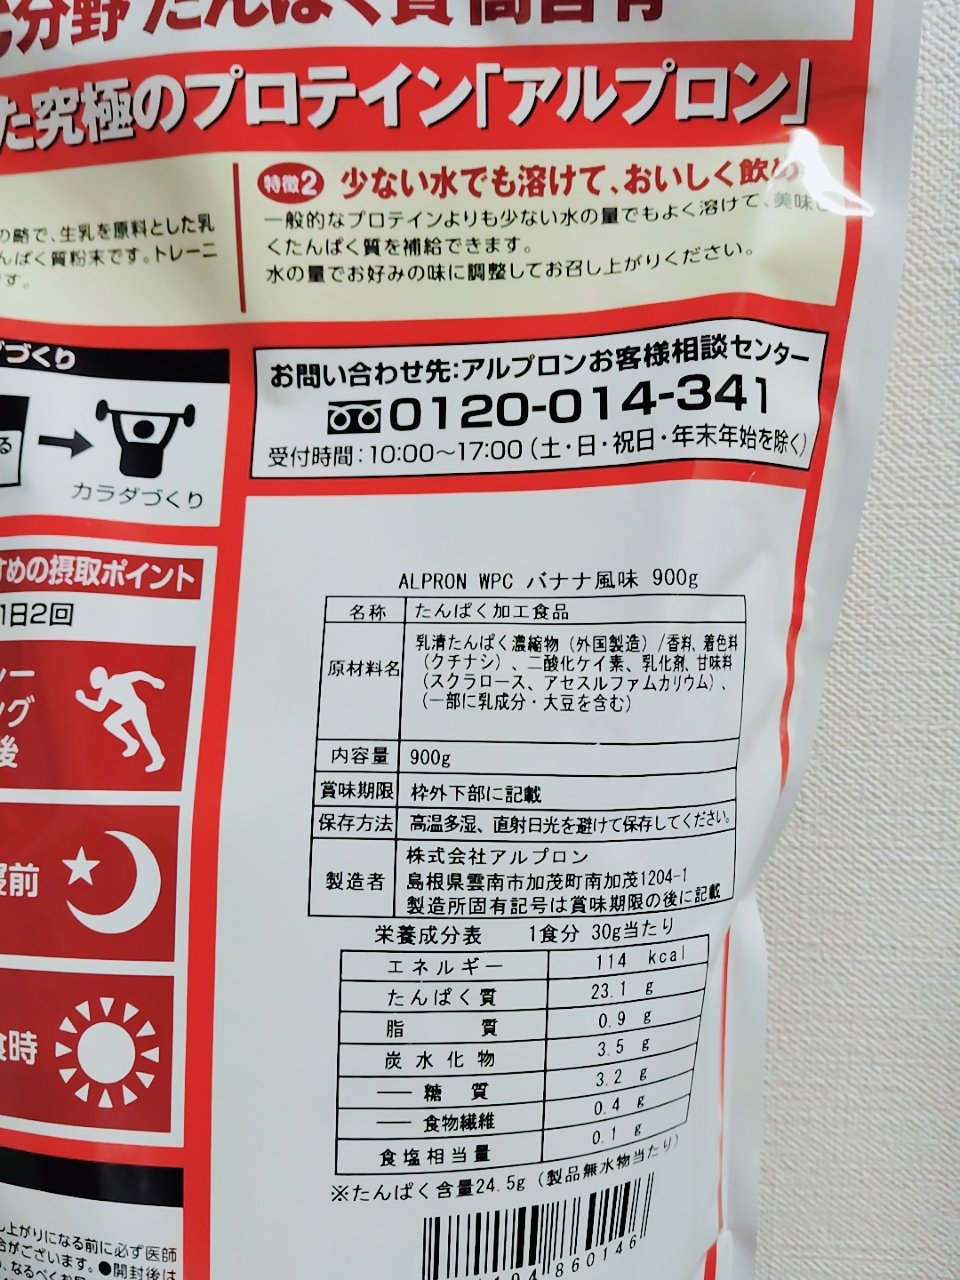 分野 たんぱく質高含有
た究極のプロテイン「アルプロン」
の略で、生乳を原料とした乳
んぱく質粉末です。トレーニ
す。
特徴2 少ない水でも溶けて、おいしく飲め
一般的なプロテインよりも少ない水の量でもよく溶けて、美味し
くたんぱく質を補給できます。
水の量でお好みの味に調整してお召し上がりください。
づくり
る
カラダづくり
お問い合わせ先:アルプロンお客様相談センター
0120-014-341
受付時間:10:00〜17:00(土・日・祝日・年末年始を除く)
すめの摂取ポイント
1日2回
ング
後
寝前
食時
ALPRON WPC バナナ風味 900g
名称 たんぱく加工食品
原材料名 乳清たんぱく濃縮物(外国製造)/香料、着色料
(クチナシ)、二酸化ケイ素、乳化剤、甘味料
(スクラロース、アセスルファムカリウム)、
(一部に乳成分・大豆を含む)
内容量 900g
賞味期限 枠外下部に記載
保存方法 高温多湿、直射日光を避けて保存してください。
製造者 株式会社アルプロン
島根県雲南市加茂町南加茂1204-1
製造所固有記号は賞味期限の後に記載
栄養成分表 1食分 30g当たり
エネルギー 114 kcal
たんぱく質 23.1 g
脂質 0.9 g
炭水化物 3.5 g
― 糖質 3.2 g
― 食物繊維 0.4 g
食塩相当量 0.1 g
※たんぱく含量24.5g(製品無水物当たり)
860146
し上がりになる前に必ず医師
合がございます。●開封後は